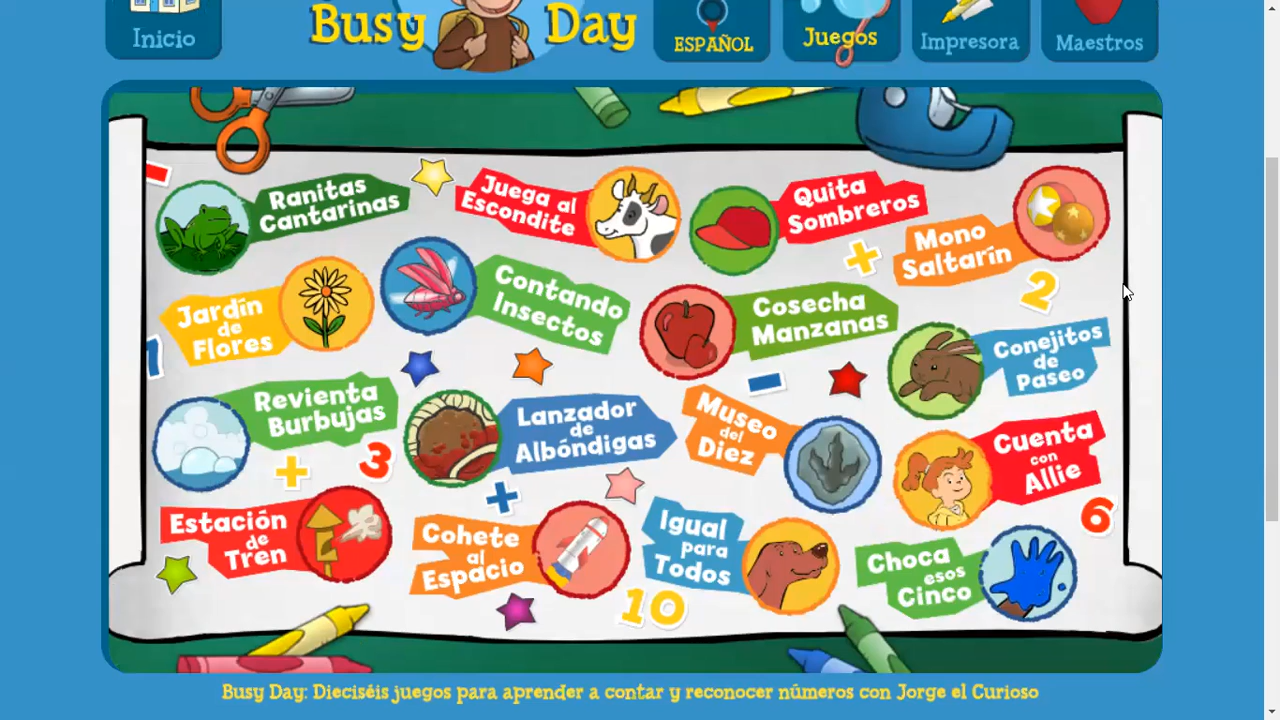 Inicio
Busy Day
ESPAÑOL
Juegos
Impresora
Maestros
Ranitas
Cantarinas
Juega al
Escondite
Quita
Sombreros
Mono
Saltarín
Jardín
de
Flores
Contando
Insectos
Cosecha
Manzanas
2
Conejitos
de
Paseo
1
Revienta
Burbujas
3
Lanzador
de
Albóndigas
Museo
del
Diez
Cuenta
con
Allie
6
Estación
de
Tren
Cohete
al
Espacio
10
Igual
para
Todos
Choca
esos
Cinco
Busy Day: Dieciséis juegos para aprender a contar y reconocer números con Jorge el Curioso